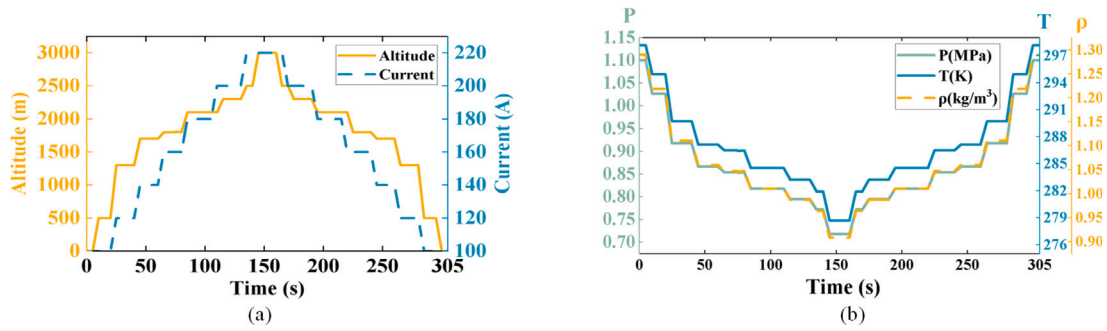 3000
2500
2000
1500
1000
500
0
Altitude (m)
Altitude
Current
220
200
180
160
140
120
100
Current (A)
0 50 100 150 200 250 305
Time (s)
(a)
P
1.15
1.10
1.05
1.00
0.95
0.90
0.85
0.80
0.75
0.70
P(MPa)
T(K)
ρ(kg/m³)
T
297
294
291
288
285
282
279
276
ρ
1.30
1.25
1.20
1.15
1.10
1.05
1.00
0.95
0.90
0 50 100 150 200 250 305
Time (s)
(b)